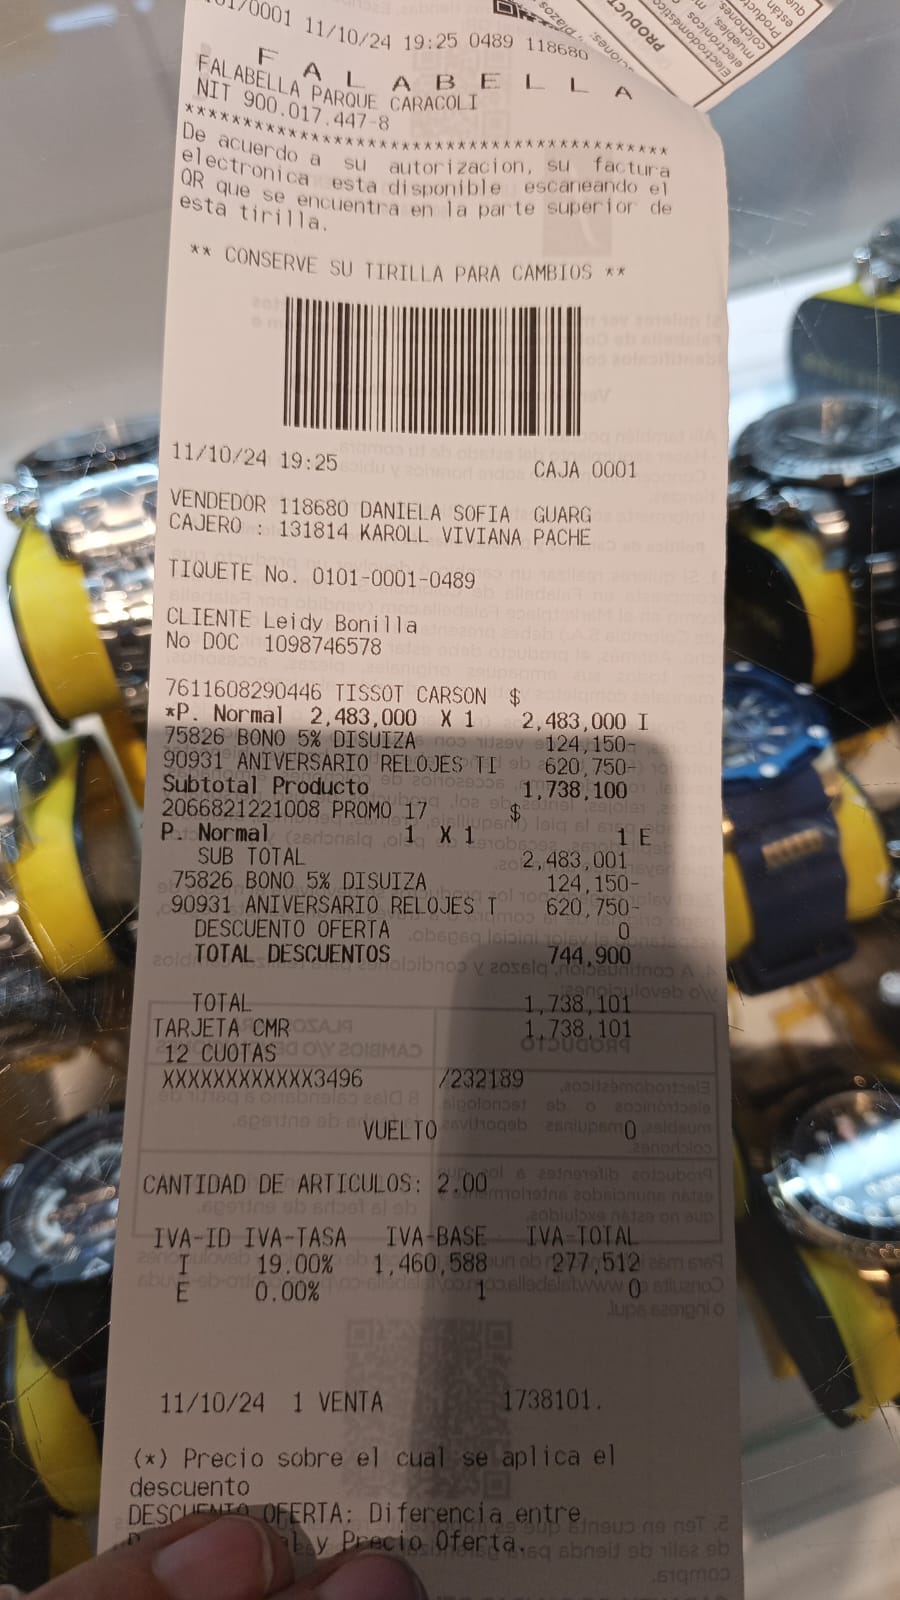 11/10/24 19:25 0489 118680
F A L A B E L L A
FALABELLA PARQUE CARACOLI
NIT 900.017.447-8
De acuerdo a su autorizacion, su factura
electronica esta disponible escaneando el
QR que se encuentra en la parte superior de
esta tirilla.
** CONSERVE SU TIRILLA PARA CAMBIOS **
11/10/24 19:25 CAJA 0001
VENDEDOR 118680 DANIELA SOFIA GUARG
CAJERO : 131814 KAROLL VIVIANA PACHE
TIQUETE No. 0101-0001-0489
CLIENTE Leidy Bonilla
No DOC 1098746578
7611608290446 TISSOT CARSON $
*P. Normal 2,483,000 X 1 2,483,000 I
75826 BONO 5% DISUIZA 124,150-
90931 ANIVERSARIO RELOJES TI 620,750-
Subtotal Producto 1,738,100
2066821221008 PROMO 17 $
P. Normal 1 X 1 1 E
SUB TOTAL 2,483,001
75826 BONO 5% DISUIZA 124,150-
90931 ANIVERSARIO RELOJES T 620,750-
DESCUENTO OFERTA 0
TOTAL DESCUENTOS 744,900
TOTAL 1,738,101
TARJETA CMR 1,738,101
12 CUOTAS
XXXXXXXXXXXX3496 /232189
VUELTO 0
CANTIDAD DE ARTICULOS: 2.00
IVA-ID IVA-TASA IVA-BASE IVA-TOTAL
I 19.00% 1,460,588 277,512
E 0.00% 1 0
11/10/24 1 VENTA 1738101.
(*) Precio sobre el cual se aplica el
descuento
DESCUENTO OFERTA: Diferencia entre
y Precio Oferta.